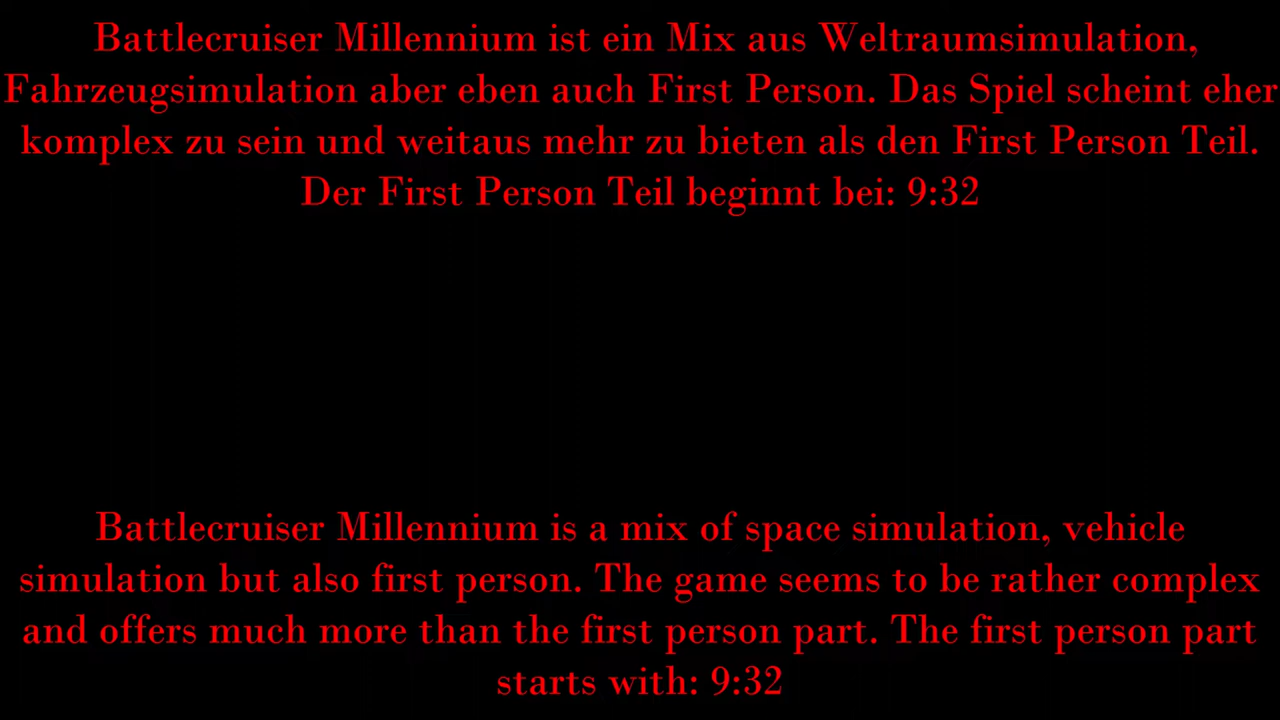 Battlecruiser Millennium ist ein Mix aus Weltraumsimulation,
Fahrzeugsimulation aber eben auch First Person. Das Spiel scheint eher
komplex zu sein und weitaus mehr zu bieten als den First Person Teil.
Der First Person Teil beginnt bei: 9:32
Battlecruiser Millennium is a mix of space simulation, vehicle
simulation but also first person. The game seems to be rather complex
and offers much more than the first person part. The first person part
starts with: 9:32